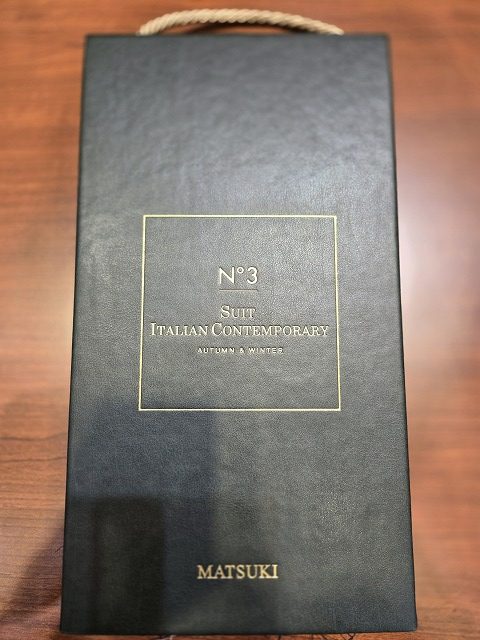 N°3
SUIT
ITALIAN CONTEMPORARY
AUTUMN & WINTER
MATSUKI